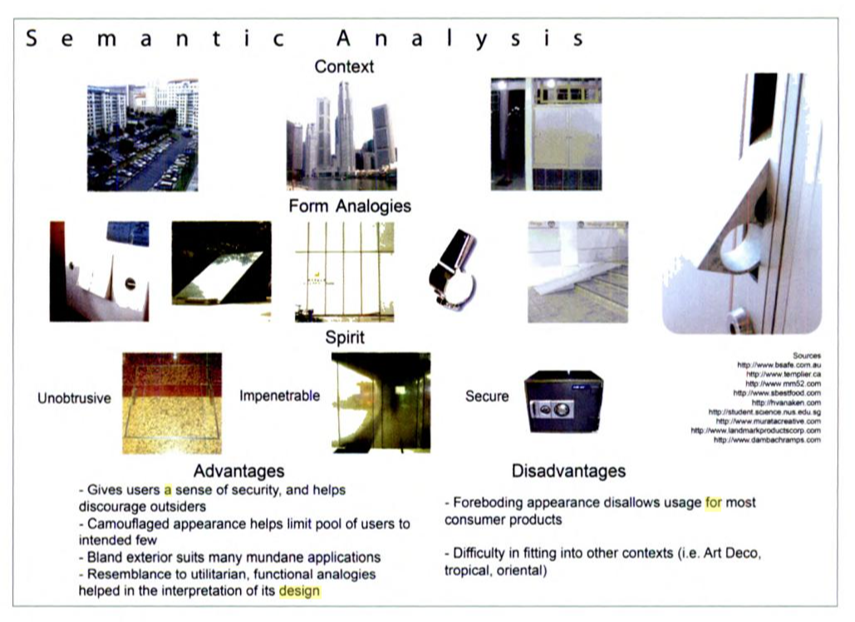 Semantic Analysis
Context
Form Analogies
Spirit
Unobtrusive
Impenetrable
Secure
Sources
http://www.bsafe.com.au
http://www.templier.ca
http://www.mm52.com
http://www.sbestfood.com
http://hvanaken.com
http://student.science.nus.edu.sg
http://www.muratacreative.com
http://www.landmarkproductscorp.com
http://www.dambachramps.com
Advantages
- Gives users a sense of security, and helps
discourage outsiders
- Camouflaged appearance helps limit pool of users to
intended few
- Bland exterior suits many mundane applications
- Resemblance to utilitarian, functional analogies
helped in the interpretation of its design
Disadvantages
- Foreboding appearance disallows usage for most
consumer products
- Difficulty in fitting into other contexts (i.e. Art Deco,
tropical, oriental)